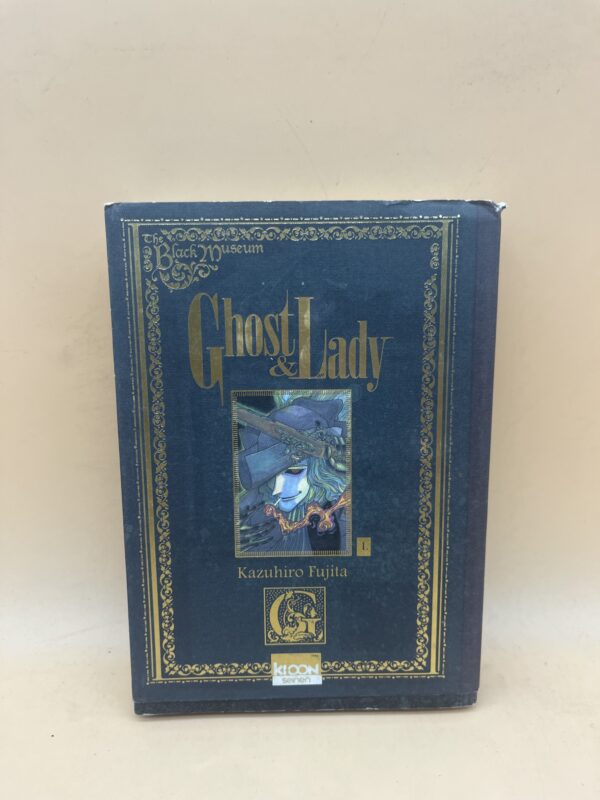 The
Black Museum
Ghost
& Lady
1.
Kazuhiro Fujita
G
ki-oon
seinen